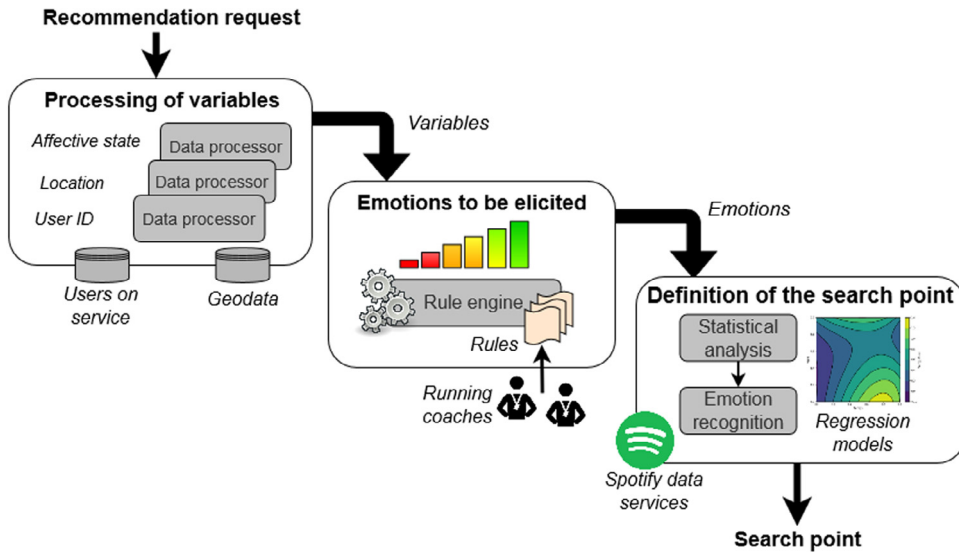 Recommendation request
Processing of variables
Affective state
Data processor
Location
Data processor
User ID
Data processor
Users on
service
Geodata
Variables
Emotions to be elicited
Rule engine
Rules
Running
coaches
Emotions
Definition of the search point
Statistical
analysis
Emotion
recognition
Regression
models
Spotify data
services
Search point